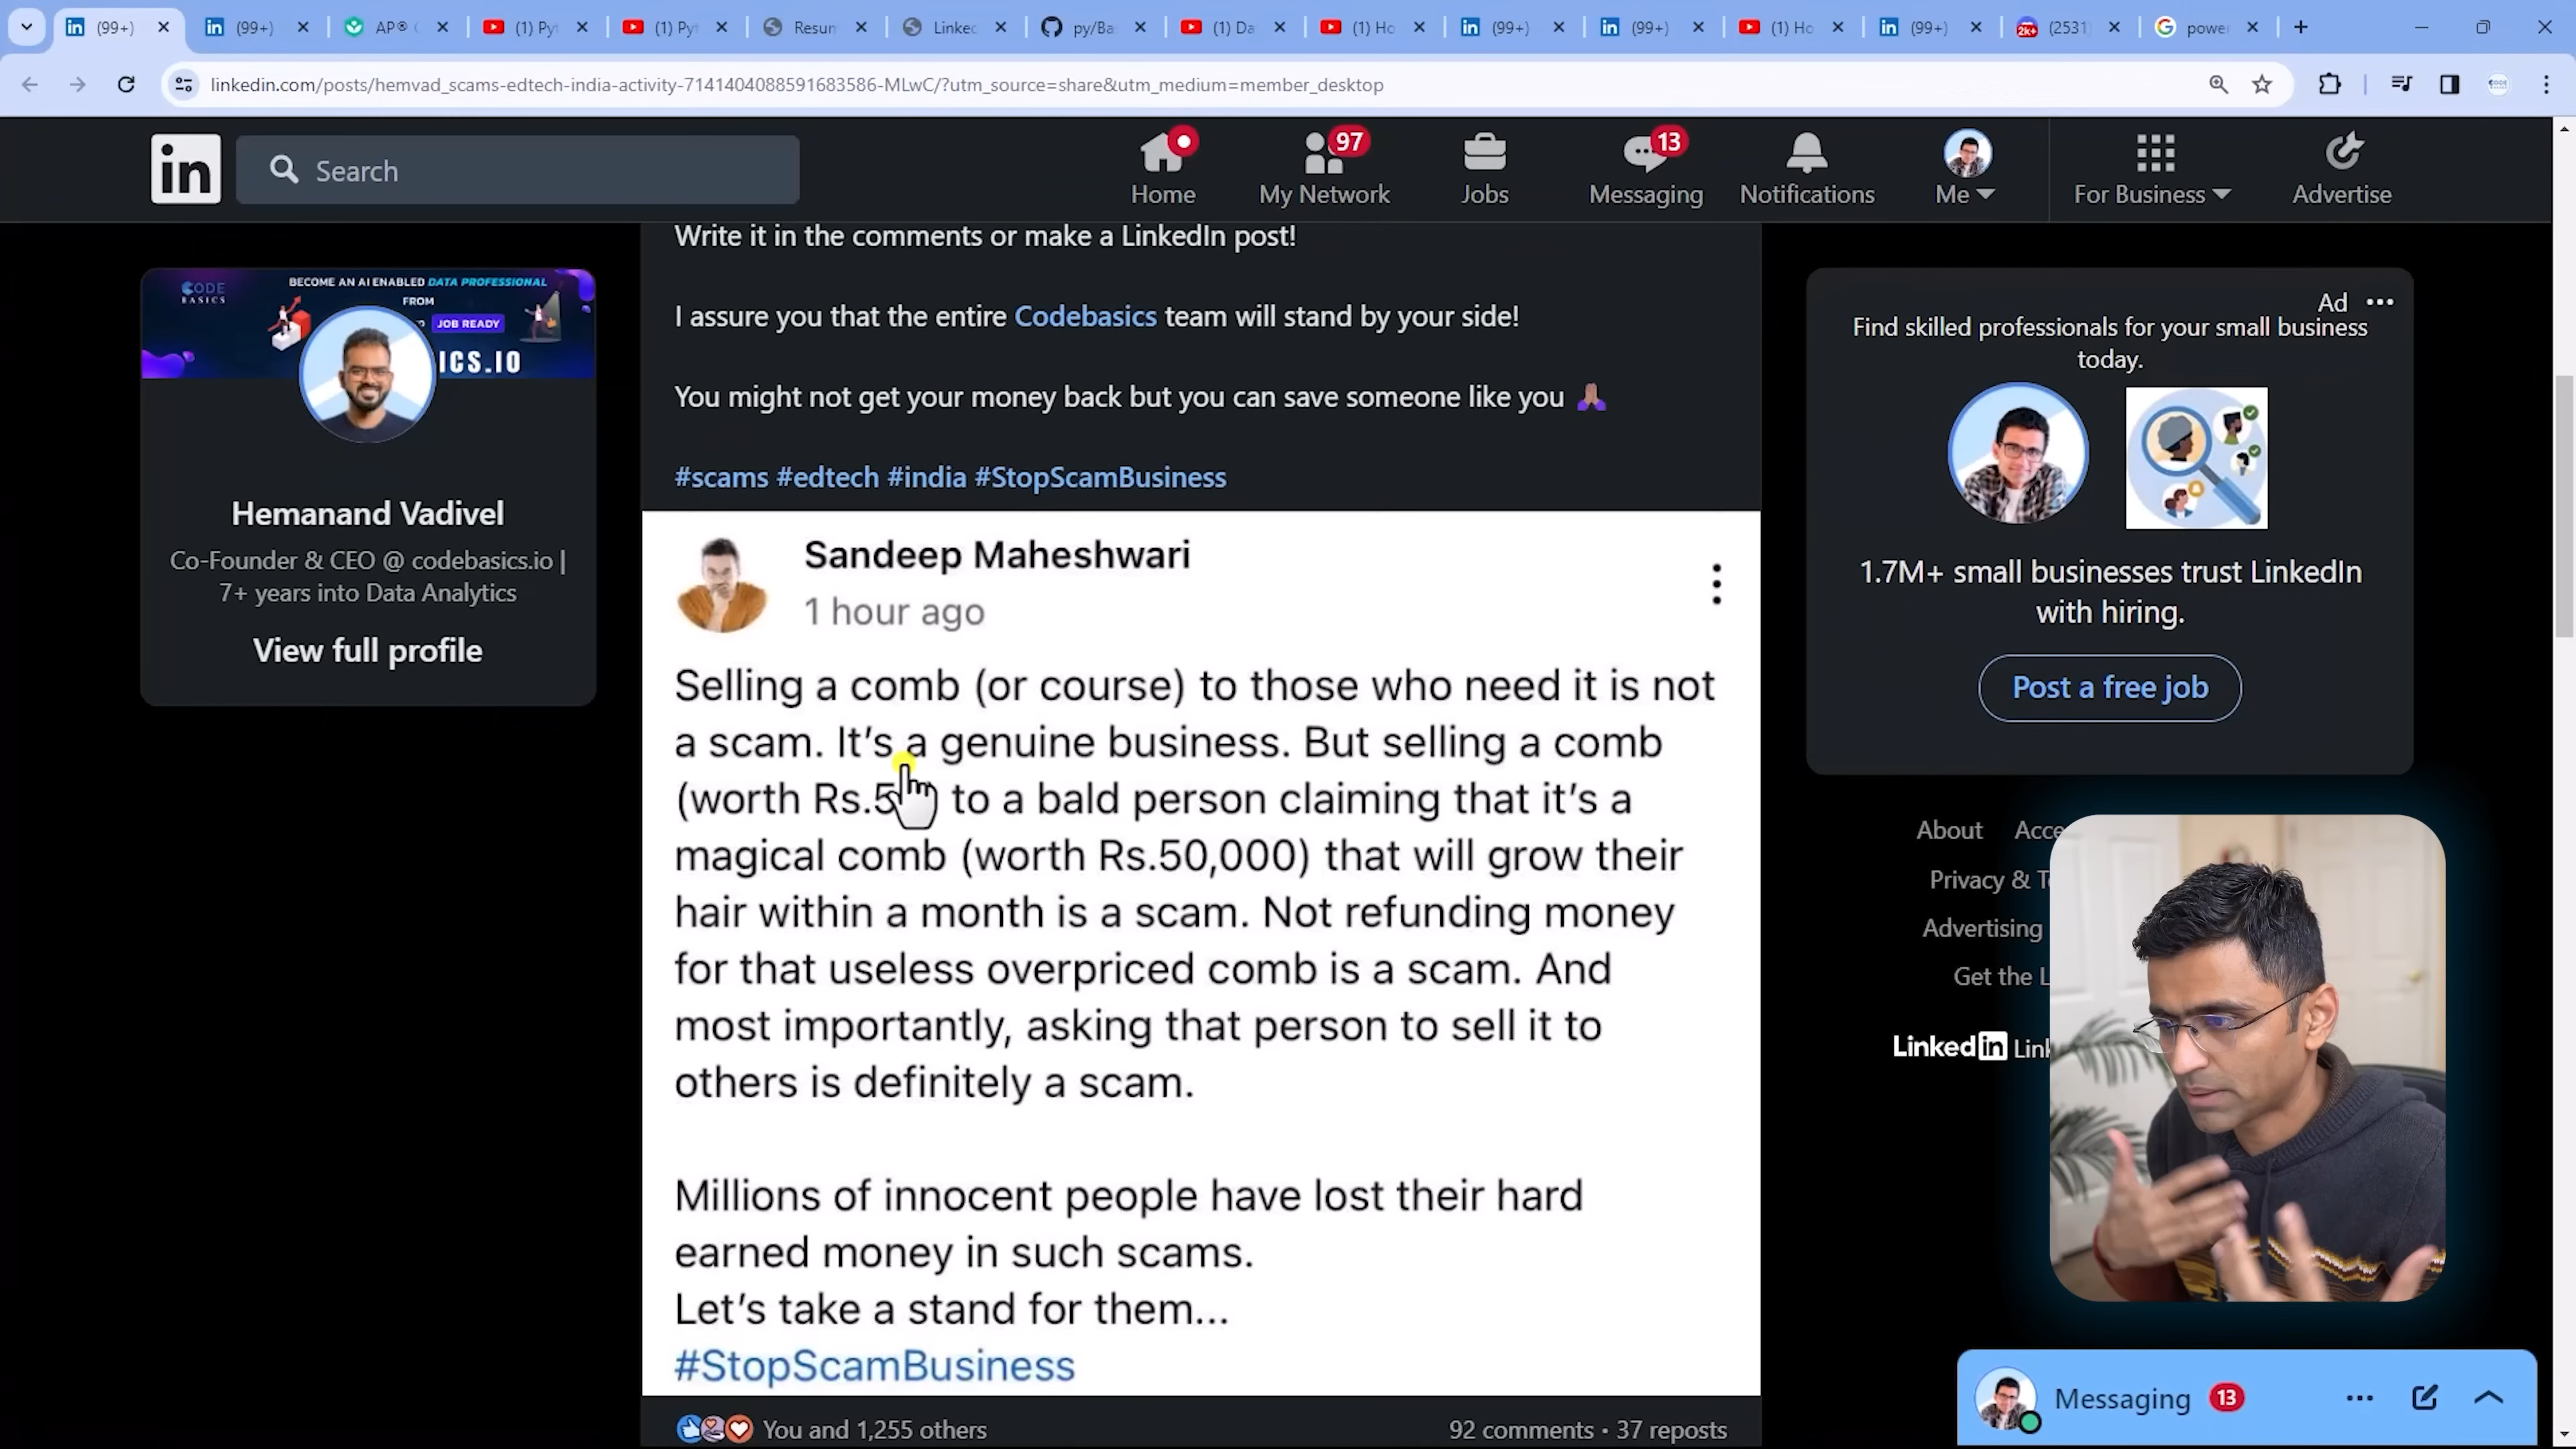 (99+)
(99+)
AP® (
(1) Py
(1) Py
Resun
Linked
py/Ba
(1) Da
(1) Ho
(99+)
(99+)
(1) Ho
(99+)
(2531)
powe
linkedin.com/posts/hemvad_scams-edtech-india-activity-7141404088591683586-MLwC/?utm_source=share&utm_medium=member_desktop
in
Search
Home
97
My Network
Jobs
13
Messaging
Notifications
Me
For Business
Advertise
CODE BASICS
BECOME AN AI ENABLED DATA PROFESSIONAL
FROM
JOB READY
ICS.IO
Hemanand Vadivel
Co-Founder & CEO @ codebasics.io |
7+ years into Data Analytics
View full profile
Write it in the comments or make a LinkedIn post!
I assure you that the entire Codebasics team will stand by your side!
You might not get your money back but you can save someone like you
#scams #edtech #india #StopScamBusiness
Sandeep Maheshwari
1 hour ago
Selling a comb (or course) to those who need it is not
a scam. It's a genuine business. But selling a comb
(worth Rs.5 to a bald person claiming that it's a
magical comb (worth Rs.50,000) that will grow their
hair within a month is a scam. Not refunding money
for that useless overpriced comb is a scam. And
most importantly, asking that person to sell it to
others is definitely a scam.
Millions of innocent people have lost their hard
earned money in such scams.
Let's take a stand for them...
#StopScamBusiness
You and 1,255 others
92 comments • 37 reposts
Ad
Find skilled professionals for your small business
today.
1.7M+ small businesses trust LinkedIn
with hiring.
Post a free job
About Acce
Privacy & T
Advertising
Get the L
LinkedIn Link
Messaging 13